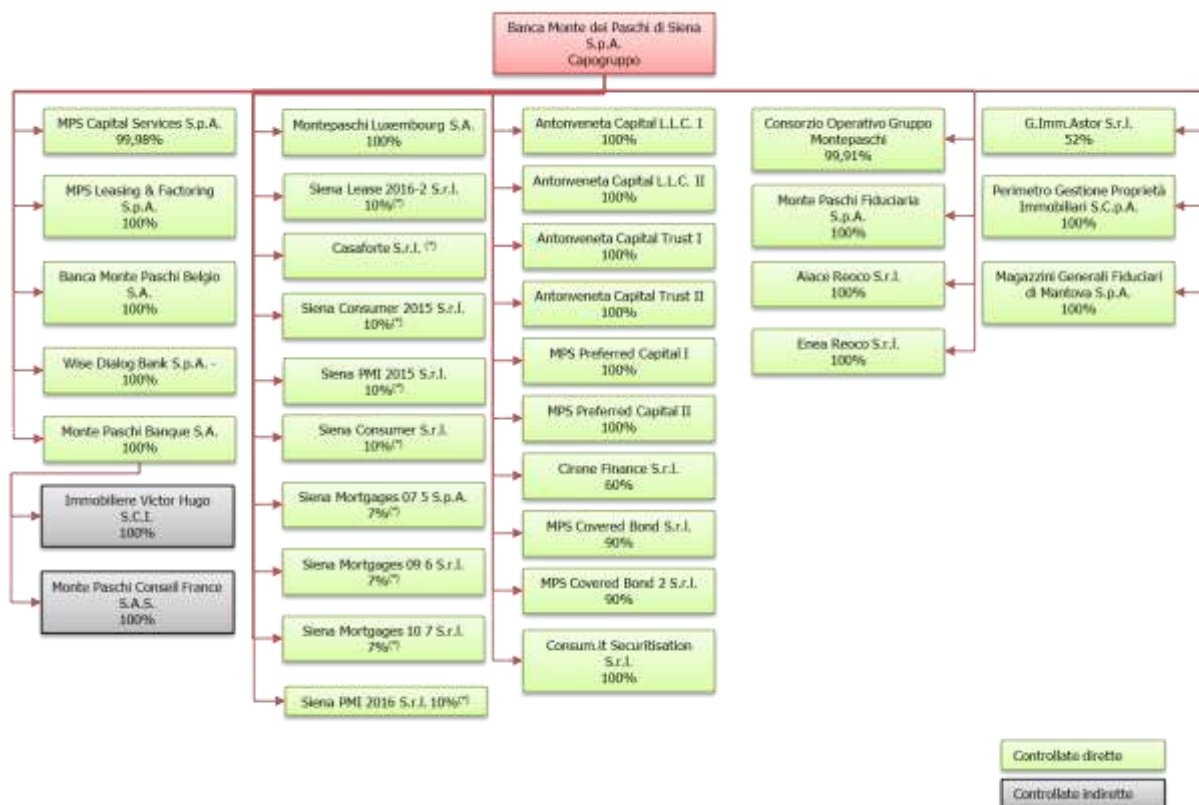 Banca Monte dei Paschi di Siena
S.p.A.
Capogruppo
MPS Capital Services S.p.A.
99,98%
MPS Leasing & Factoring
S.p.A.
100%
Banca Monte Paschi Belgio
S.A.
100%
Wise Dialog Bank S.p.A. -
100%
Monte Paschi Banque S.A.
100%
Immobiliere Victor Hugo
S.C.I.
100%
Monte Paschi Conseil France
S.A.S.
100%
Montepaschi Luxembourg S.A.
100%
Siena Lease 2016-2 S.r.l.
10%(*)
Casaforte S.r.l. (*)
Siena Consumer 2015 S.r.l.
10%(*)
Siena PMI 2015 S.r.l.
10%(*)
Siena Consumer S.r.l.
10%(*)
Siena Mortgages 07 5 S.p.A.
7%(*)
Siena Mortgages 09 6 S.r.l.
7%(*)
Siena Mortgages 10 7 S.r.l.
7%(*)
Siena PMI 2016 S.r.l. 10%(*)
Antonveneta Capital L.L.C. I
100%
Antonveneta Capital L.L.C. II
100%
Antonveneta Capital Trust I
100%
Antonveneta Capital Trust II
100%
MPS Preferred Capital I
100%
MPS Preferred Capital II
100%
Cirene Finance S.r.l.
60%
MPS Covered Bond S.r.l.
90%
MPS Covered Bond 2 S.r.l.
90%
Consum.it Securitisation
S.r.l.
100%
Consorzio Operativo Gruppo
Montepaschi
99,91%
Monte Paschi Fiduciaria
S.p.A.
100%
Aiace Reoco S.r.l.
100%
Enea Reoco S.r.l.
100%
G.Imm.Astor S.r.l.
52%
Perimetro Gestione Proprietà
Immobiliari S.C.p.A.
100%
Magazzini Generali Fiduciari
di Mantova S.p.A.
100%
Controllate dirette
Controllate indirette